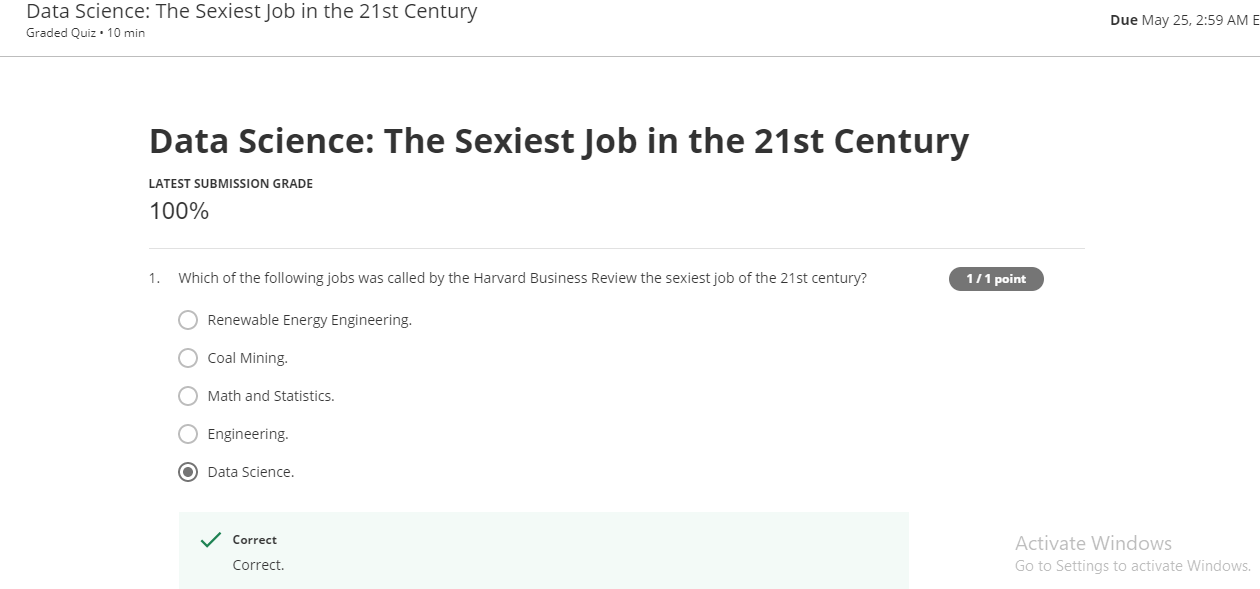 Data Science: The Sexiest Job in the 21st Century
Graded Quiz • 10 min
Due May 25, 2:59 AM E
Data Science: The Sexiest Job in the 21st Century
LATEST SUBMISSION GRADE
100%
1. Which of the following jobs was called by the Harvard Business Review the sexiest job of the 21st century?
1 / 1 point
Renewable Energy Engineering.
Coal Mining.
Math and Statistics.
Engineering.
Data Science.
Correct
Correct.
Activate Windows
Go to Settings to activate Windows.